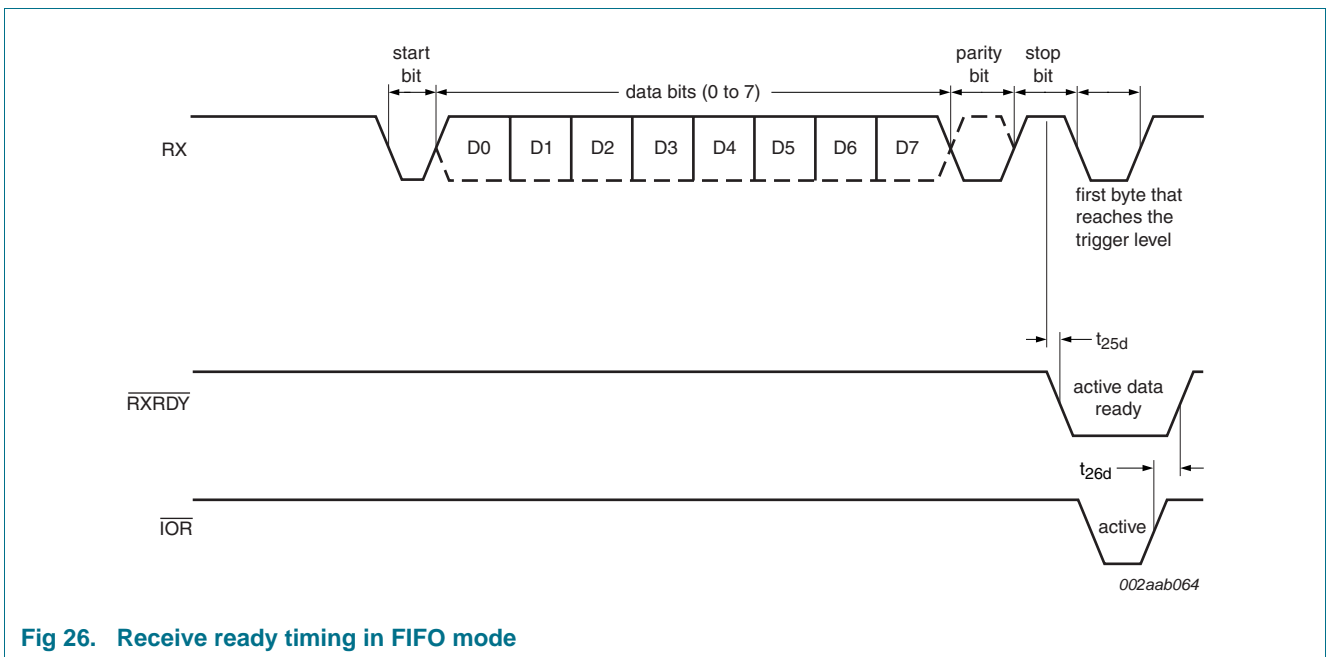 start
bit
data bits (0 to 7)
parity
bit
stop
bit
RX
D0 D1 D2 D3 D4 D5 D6 D7
first byte that
reaches the
trigger level
t25d
RXRDY
active data
ready
t26d
IOR
active
002aab064
Fig 26. Receive ready timing in FIFO mode